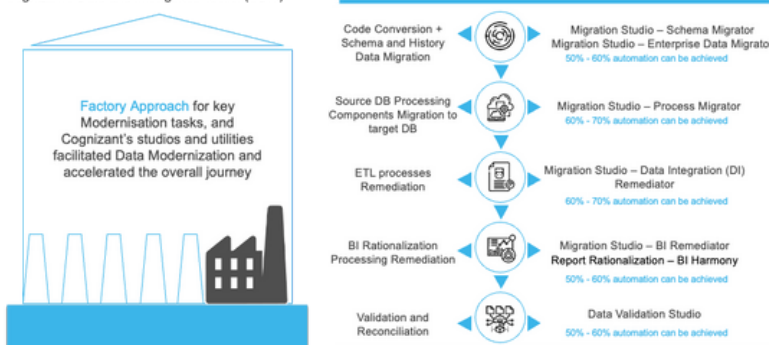 Factory Approach for key
Modernisation tasks, and
Cognizant's studios and utilities
facilitated Data Modernization and
accelerated the overall journey
Code Conversion +
Schema and History
Data Migration
Migration Studio – Schema Migrator
Migration Studio – Enterprise Data Migrato
50% - 60% automation can be achieved
Source DB Processing
Components Migration to
target DB
Migration Studio – Process Migrator
60% - 70% automation can be achieved
ETL processes
Remediation
Migration Studio – Data Integration (DI)
Remediator
60% - 70% automation can be achieved
BI Rationalization
Processing Remediation
Migration Studio – BI Remediator
Report Rationalization – BI Harmony
50% - 60% automation can be achieved
Validation and
Reconciliation
Data Validation Studio
50% - 60% automation can be achieved